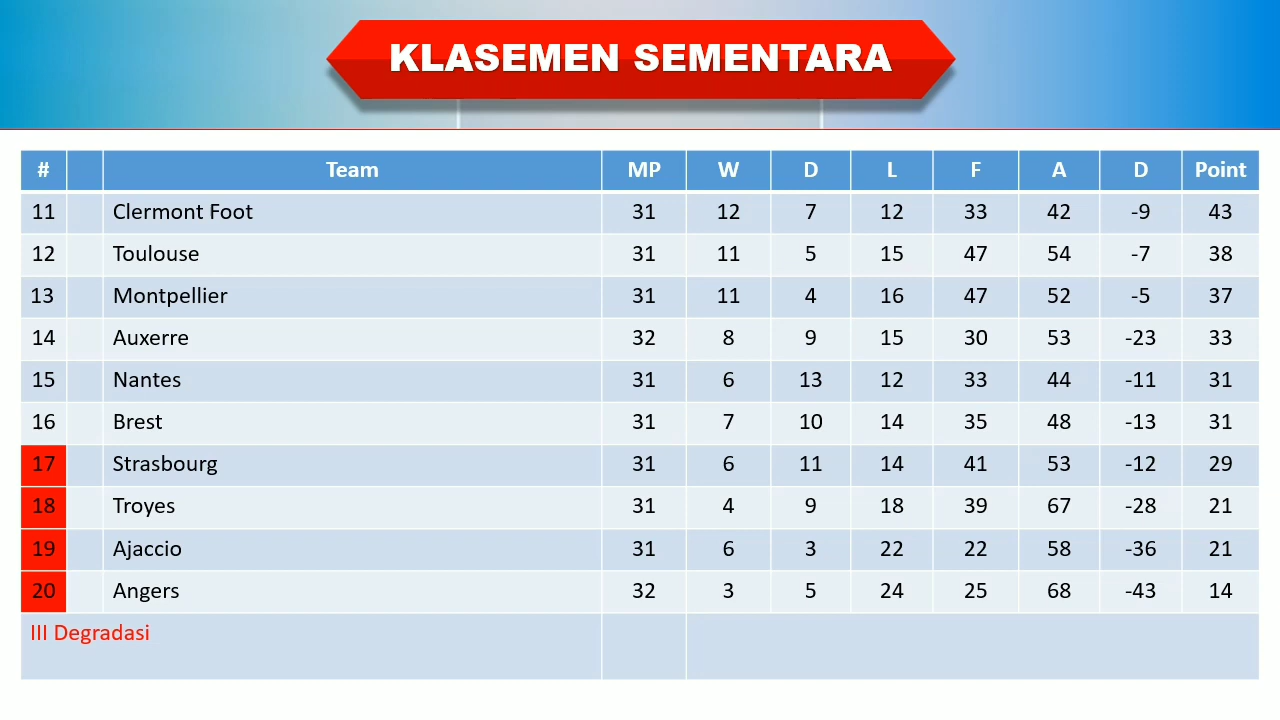 KLASEMEN SEMENTARA
# Team MP W D L F A D Point
11 Clermont Foot 31 12 7 12 33 42 -9 43
12 Toulouse 31 11 5 15 47 54 -7 38
13 Montpellier 31 11 4 16 47 52 -5 37
14 Auxerre 32 8 9 15 30 53 -23 33
15 Nantes 31 6 13 12 33 44 -11 31
16 Brest 31 7 10 14 35 48 -13 31
17 Strasbourg 31 6 11 14 41 53 -12 29
18 Troyes 31 4 9 18 39 67 -28 21
19 Ajaccio 31 6 3 22 22 58 -36 21
20 Angers 32 3 5 24 25 68 -43 14
III Degradasi